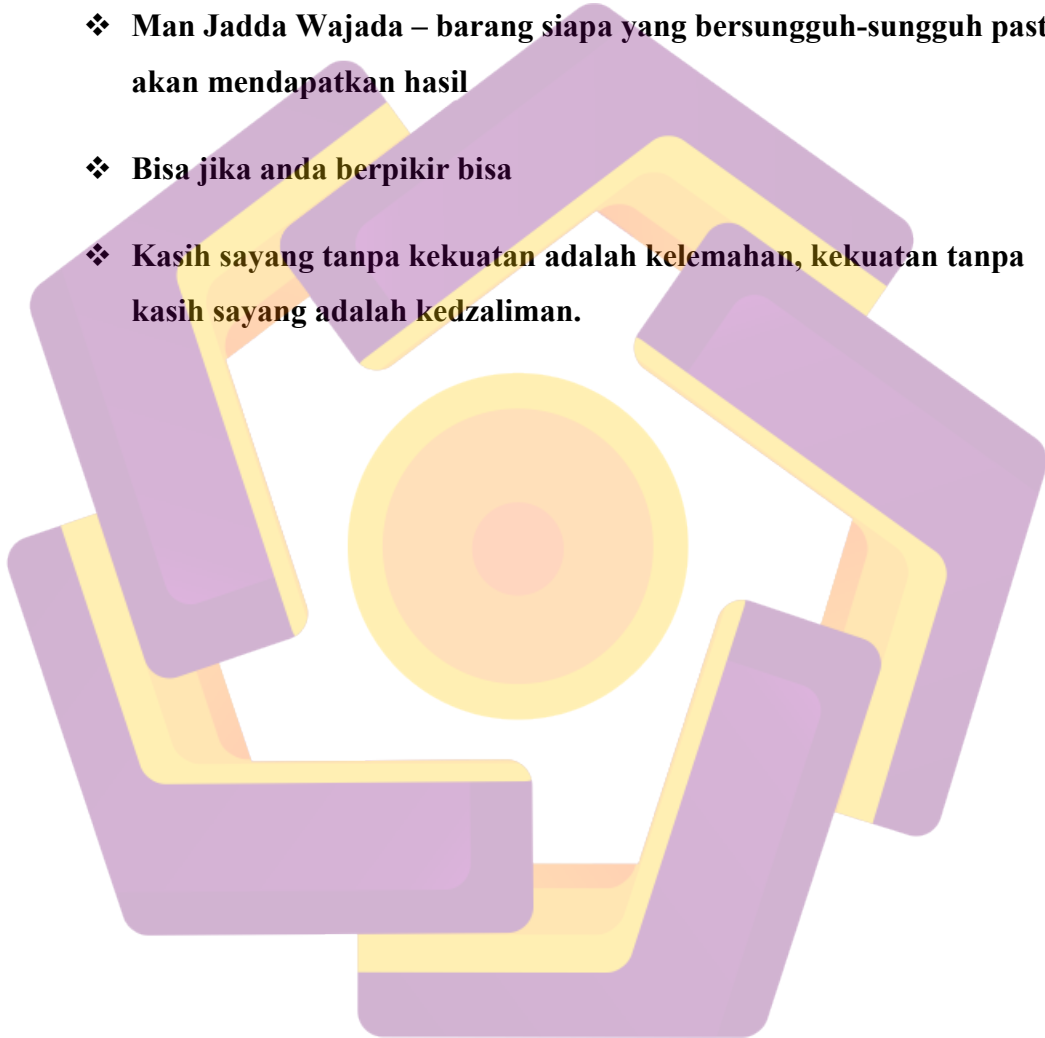 ❖ Man Jadda Wajada – barang siapa yang bersungguh-sungguh past
akan mendapatkan hasil
❖ Bisa jika anda berpikir bisa
❖ Kasih sayang tanpa kekuatan adalah kelemahan, kekuatan tanpa
kasih sayang adalah kedzaliman.